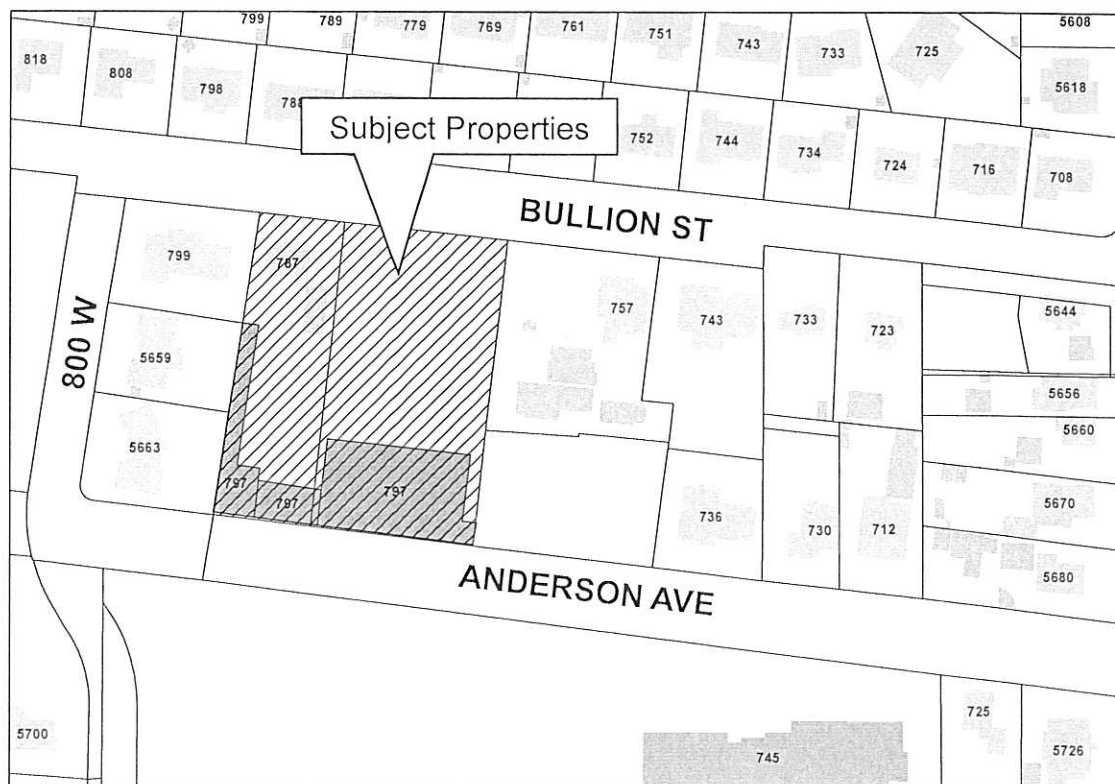 799 789 779 769 761 751 743 733 725 5608
818 808 798 5618
Subject Properties
752 744 734 724 716 708
BULLION ST
799 787
757 743 733 723 5644
800 W
5659
5656
5660
5663
797 797 797
736 730 712 5670
5680
ANDERSON AVE
5700 745 725 5726